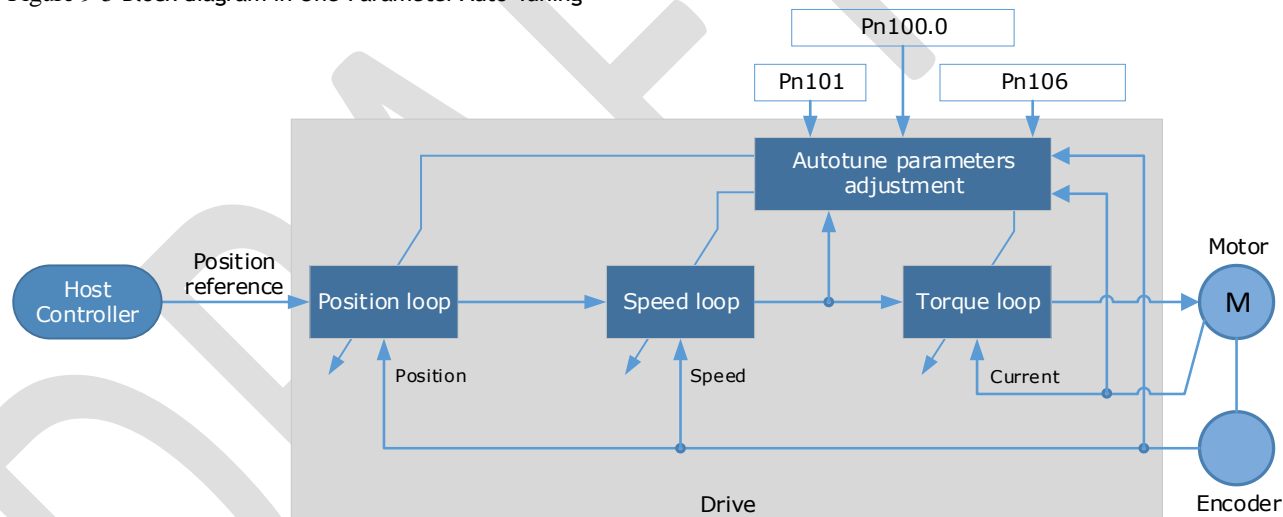 Figure 9-3 Block diagram in One Parameter Auto-Tuning
Pn100.0
Pn101
Pn106
Autotune parameters
adjustment
Position
reference
Motor
Host
Controller
Position loop
Speed loop
Torque loop
M
Position
Speed
Current
Drive
Encoder